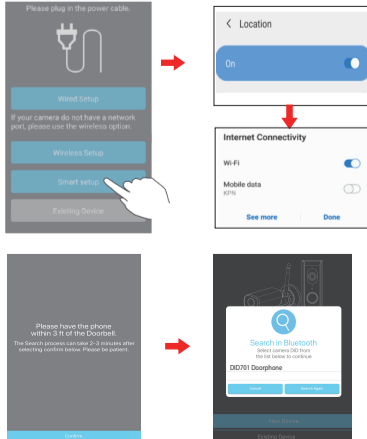 Please plug in the power cable.
Wired Setup
If your camera do not have a network
port, please use the wireless option.
Wireless Setup
Smart setup
Existing Device
Location
On
Internet Connectivity
Wi-Fi
Mobile data
KPN
See more
Done
Please have the phone
within 3 ft of the Doorbell.
The Search process can take 2-3 minutes after
selecting confirm below. Please be patient.
Confirm
Search in Bluetooth
Select camera DID from
the list below to continue
DID701 Doorphone
Cancel
Search Again
New Device
Existing Device